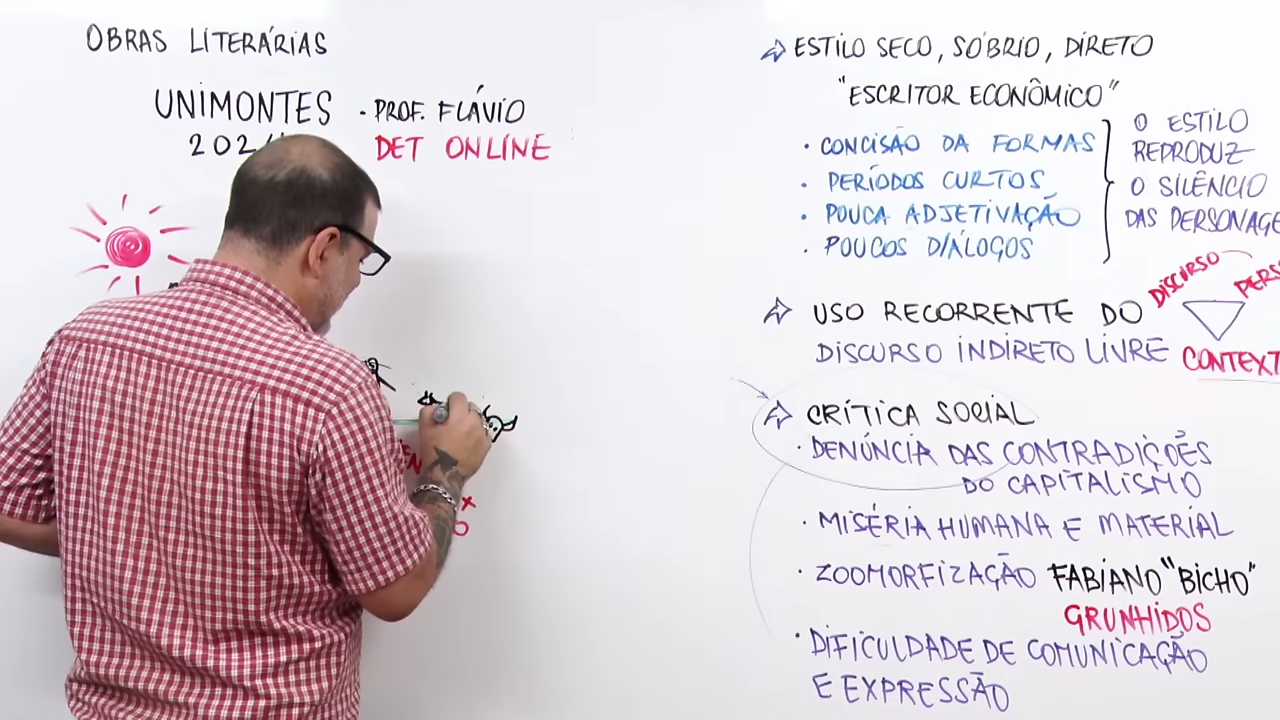 OBRAS LITERÁRIAS
UNIMONTES
· PROF. FLÁVIO
DET ONLINE
ESTILO SECO, SÓBRIO, DIRETO
"ESCRITOR ECONÔMICO"
· CONCISÃO DA FORMAS
· PERÍODOS CURTOS
· POUCA ADJETIVAÇÃO
· POUCOS DIÁLOGOS
O ESTILO
REPRODUZ
O SILÊNCIO
DAS
USO RECORRENTE DO
DISCURSO INDIRETO LIVRE
DISCURSO
CRÍTICA SOCIAL
· DENÚNCIA DAS CONTRADIÇÕES
DO CAPITALISMO
· MISÉRIA HUMANA E MATERIAL
· ZOOMORFIZAÇÃO FABIANO "BICHO"
GRUNHIDOS
· DIFICULDADE DE COMUNICAÇÃO
E EXPRESSÃO